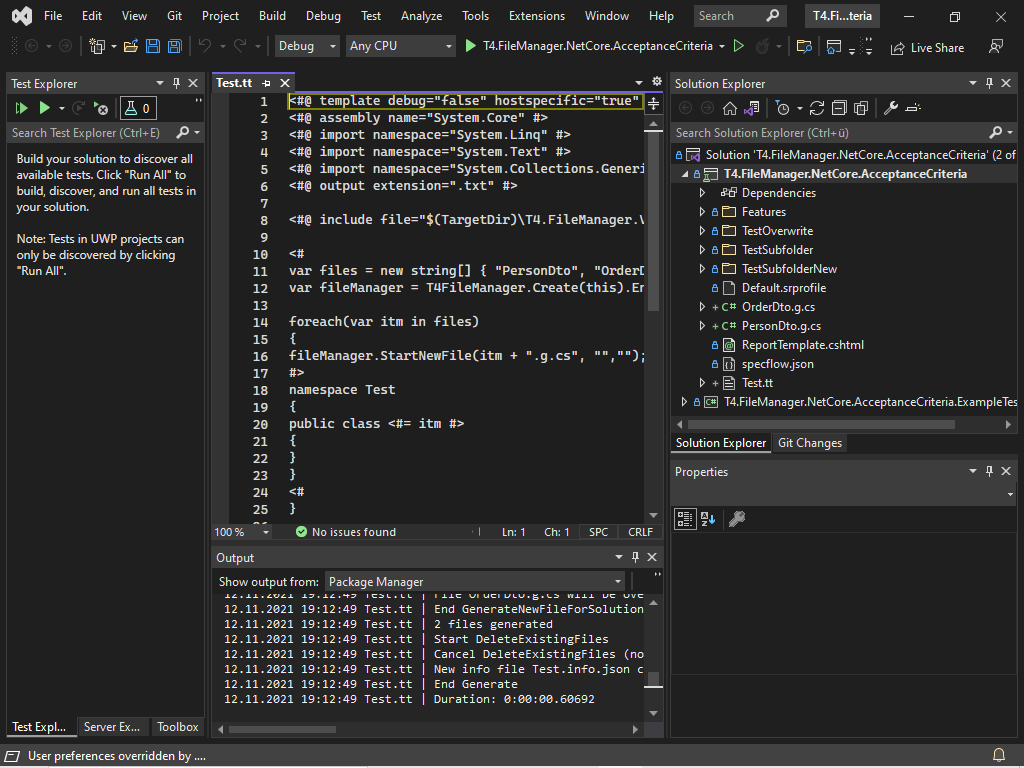 File Edit View Git Project Build Debug Test Analyze Tools Extensions Window Help Search T4.Fi...teria
Debug Any CPU T4.FileManager.NetCore.AcceptanceCriteria Live Share
Test Explorer
0
Search Test Explorer (Ctrl+E)
Build your solution to discover all
available tests. Click "Run All" to
build, discover, and run all tests in
your solution.
Note: Tests in UWP projects can
only be discovered by clicking
"Run All".
Test Expl... Server Ex... Toolbox
Test.tt
1 <#@ template debug="false" hostspecific="true"
2 <#@ assembly name="System.Core" #>
3 <#@ import namespace="System.Linq" #>
4 <#@ import namespace="System.Text" #>
5 <#@ import namespace="System.Collections.Generi
6 <#@ output extension=".txt" #>
7
8 <#@ include file="$(TargetDir)\T4.FileManager.V
9
10 <#
11 var files = new string[] { "PersonDto", "OrderD
12 var fileManager = T4FileManager.Create(this).En
13
14 foreach(var itm in files)
15 {
16 fileManager.StartNewFile(itm + ".g.cs", "","");
17 #>
18 namespace Test
19 {
20 public class <#= itm #>
21 {
22 }
23 }
24 <#
25 }
100 % No issues found Ln: 1 Ch: 1 SPC CRLF
Output
Show output from: Package Manager
12.11.2021 19:12:49 Test.tt | File OrderDto.g.cs will be ove
12.11.2021 19:12:49 Test.tt | End GenerateNewFileForSolution
12.11.2021 19:12:49 Test.tt | 2 files generated
12.11.2021 19:12:49 Test.tt | Start DeleteExistingFiles
12.11.2021 19:12:49 Test.tt | Cancel DeleteExistingFiles (no
12.11.2021 19:12:49 Test.tt | New info file Test.info.json c
12.11.2021 19:12:49 Test.tt | End Generate
12.11.2021 19:12:49 Test.tt | Duration: 0:00:00.60692
Solution Explorer
Search Solution Explorer (Ctrl+ü)
Solution 'T4.FileManager.NetCore.AcceptanceCriteria' (2 of
T4.FileManager.NetCore.AcceptanceCriteria
Dependencies
Features
TestOverwrite
TestSubfolder
TestSubfolderNew
Default.srprofile
+ C# OrderDto.g.cs
+ C# PersonDto.g.cs
ReportTemplate.cshtml
specflow.json
+ Test.tt
C# T4.FileManager.NetCore.AcceptanceCriteria.ExampleTes
Solution Explorer Git Changes
Properties
User preferences overridden by ....